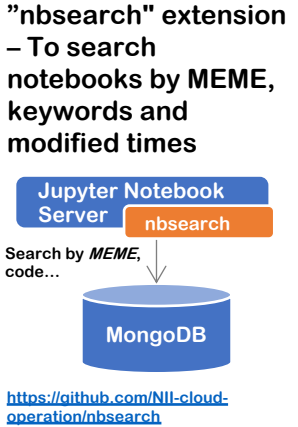 ”nbsearch" extension
– To search
notebooks by MEME,
keywords and
modified times
Jupyter Notebook
Server
nbsearch
Search by MEME,
code…
MongoDB
https://github.com/NII-cloud-
operation/nbsearch